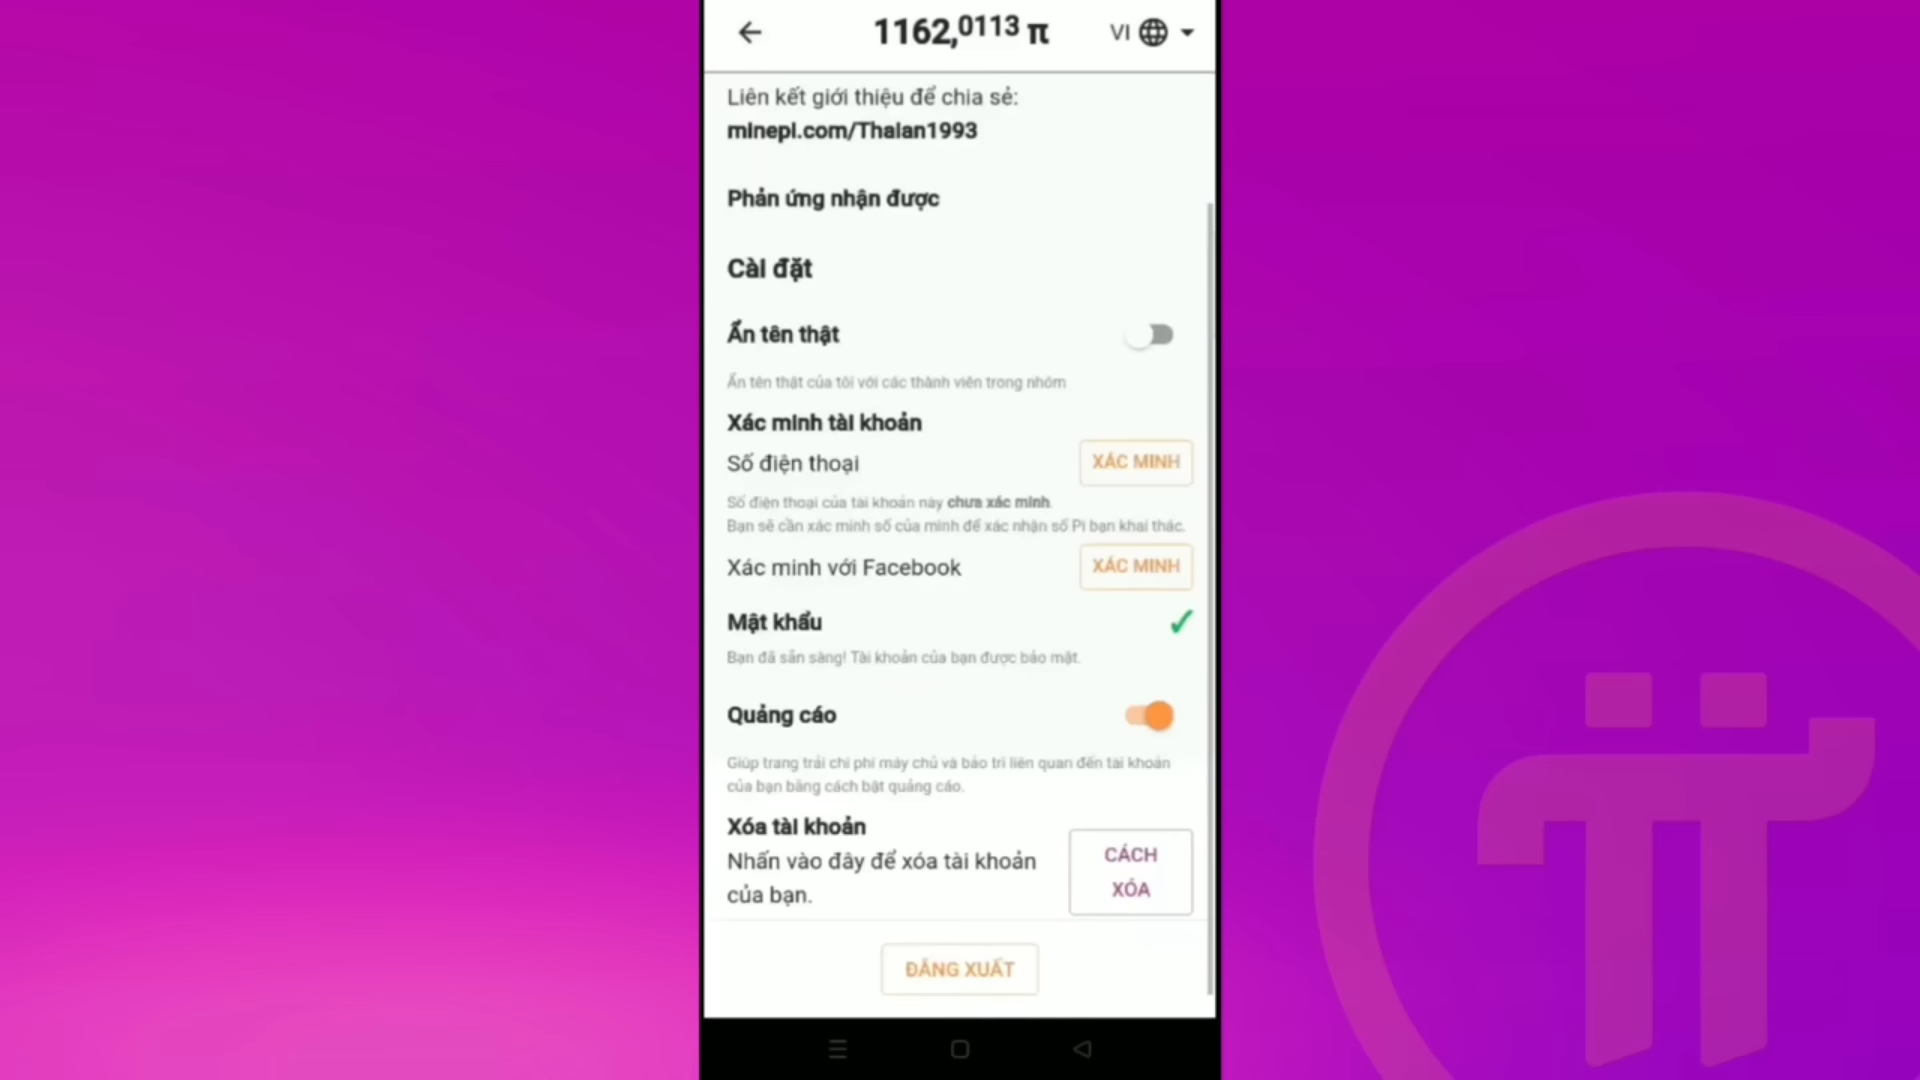 1162,0113 π
VI
Liên kết giới thiệu để chia sẻ:
minepi.com/Thaian1993
Phản ứng nhận được
Cài đặt
Ẩn tên thật
Ẩn tên thật của tôi với các thành viên trong nhóm
Xác minh tài khoản
Số điện thoại
XÁC MINH
Số điện thoại của tài khoản này chưa xác minh.
Bạn sẽ cần xác minh số của mình để xác nhận số Pi bạn khai thác.
Xác minh với Facebook
XÁC MINH
Mật khẩu
Bạn đã sẵn sàng! Tài khoản của bạn được bảo mật.
Quảng cáo
Giúp trang trải chi phí máy chủ và bảo trì liên quan đến tài khoản
của bạn bằng cách bật quảng cáo.
Xóa tài khoản
Nhấn vào đây để xóa tài khoản
của bạn.
CÁCH
XÓA
ĐĂNG XUẤT